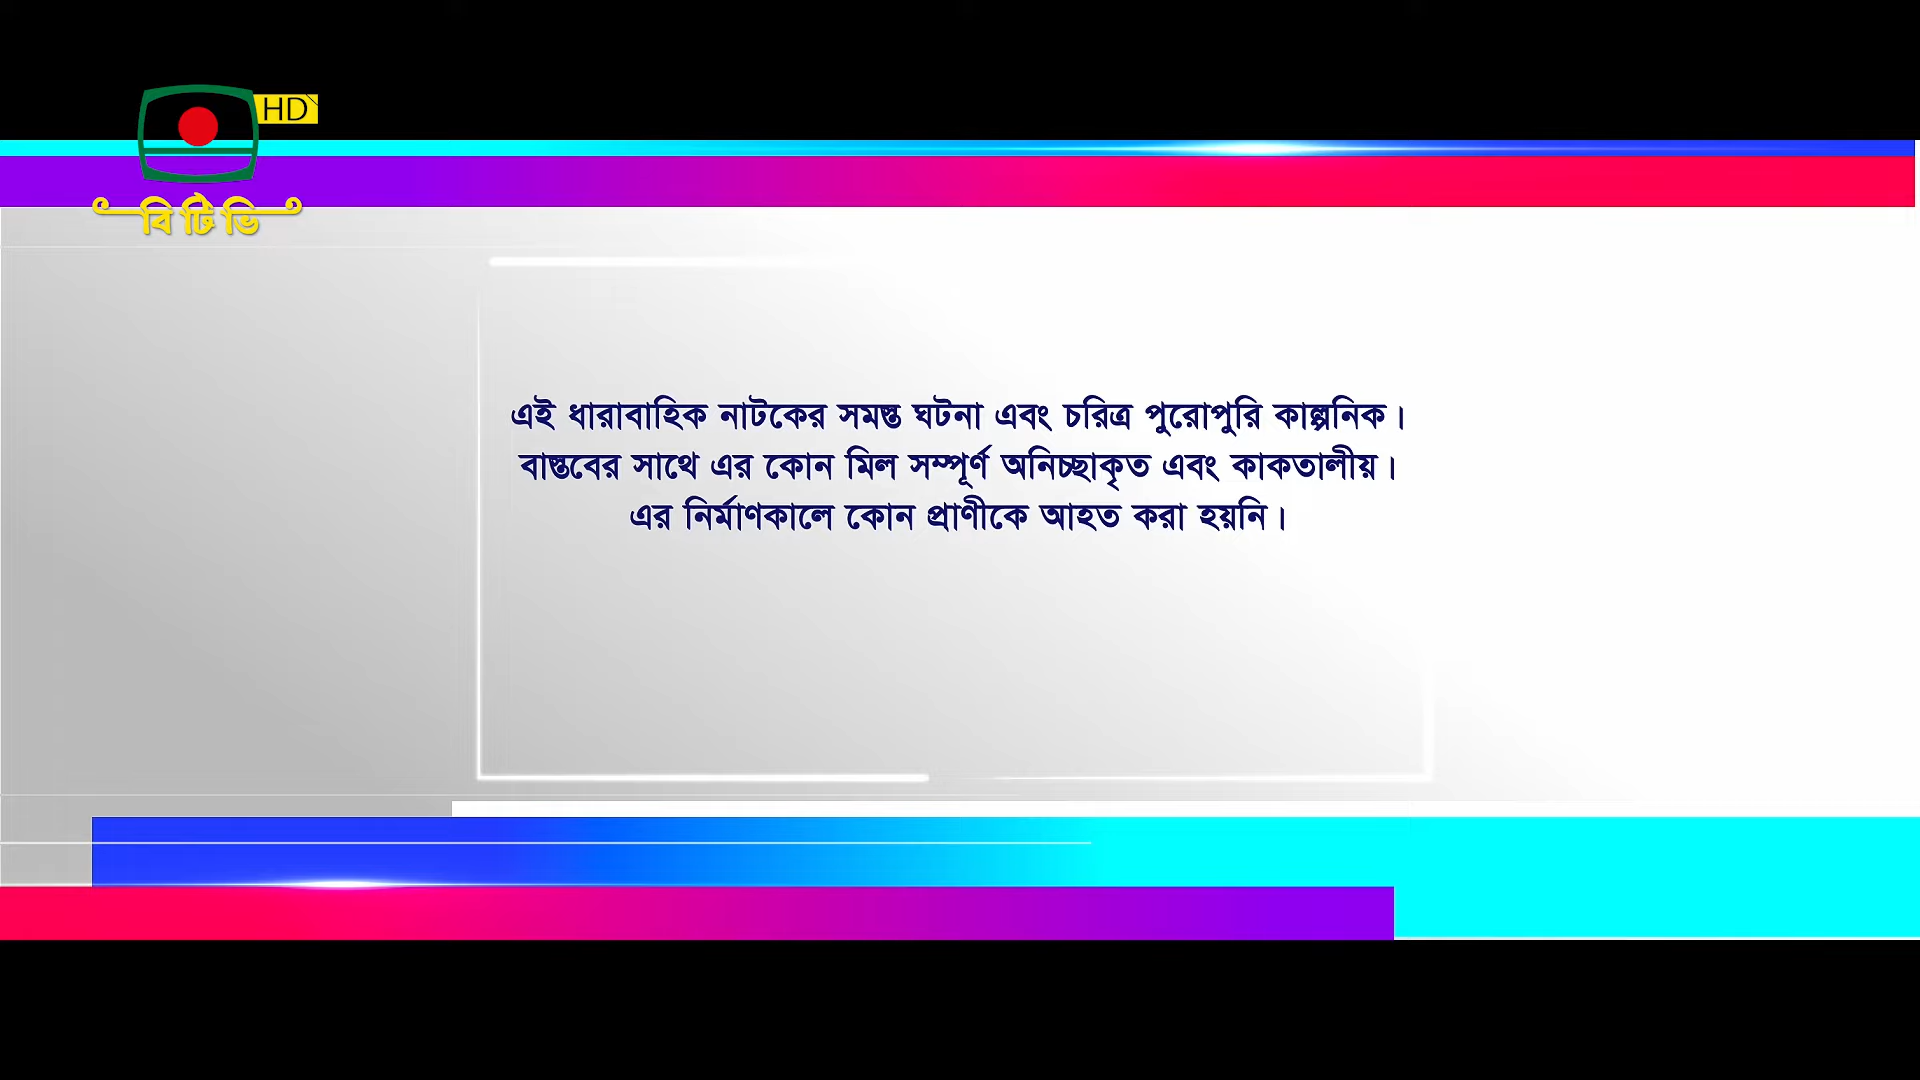 HD
বিটিভি
এই ধারাবাহিক নাটকের সমস্ত ঘটনা এবং চরিত্র পুরোপুরি কাল্পনিক।
বাস্তবের সাথে এর কোন মিল সম্পূর্ণ অনিচ্ছাকৃত এবং কাকতালীয়।
এর নির্মাণকালে কোন প্রাণীকে আহত করা হয়নি।